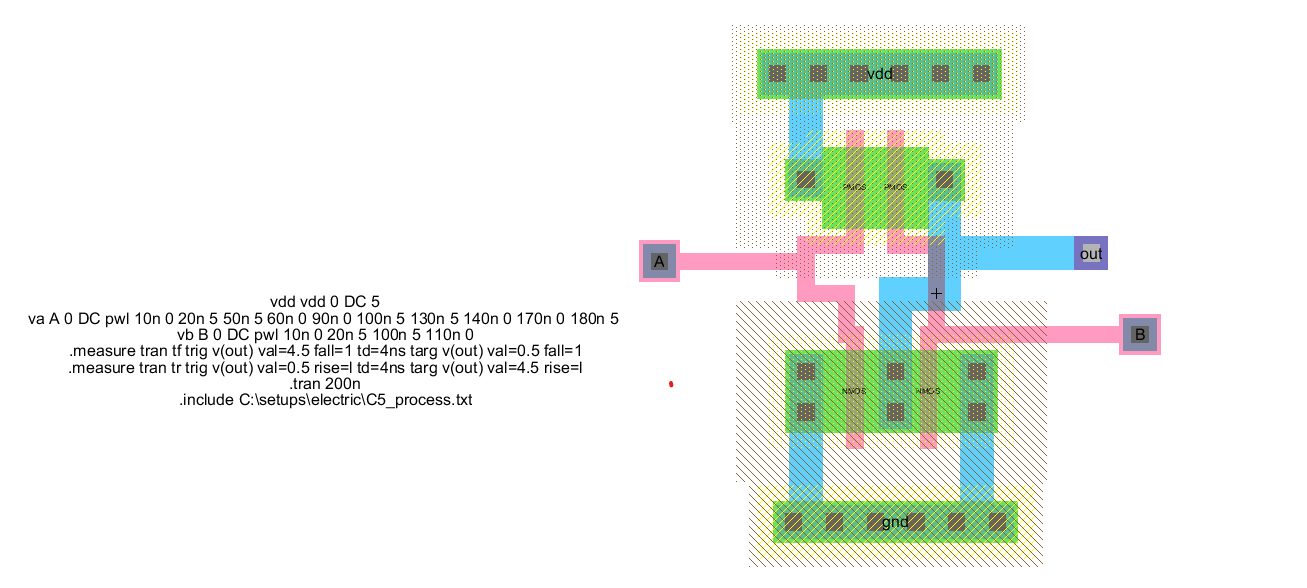 vdd
PMOS PMOS
A
out
vdd vdd 0 DC 5
va A 0 DC pwl 10n 0 20n 5 50n 5 60n 0 90n 0 100n 5 130n 5 140n 0 170n 0 180n 5
vb B 0 DC pwl 10n 0 20n 5 100n 5 110n 0
.measure tran tf trig v(out) val=4.5 fall=1 td=4ns targ v(out) val=0.5 fall=1
.measure tran tr trig v(out) val=0.5 rise=l td=4ns targ v(out) val=4.5 rise=l
.tran 200n
.include C:\setups\electric\C5_process.txt
B
NMOS NMOS
gnd